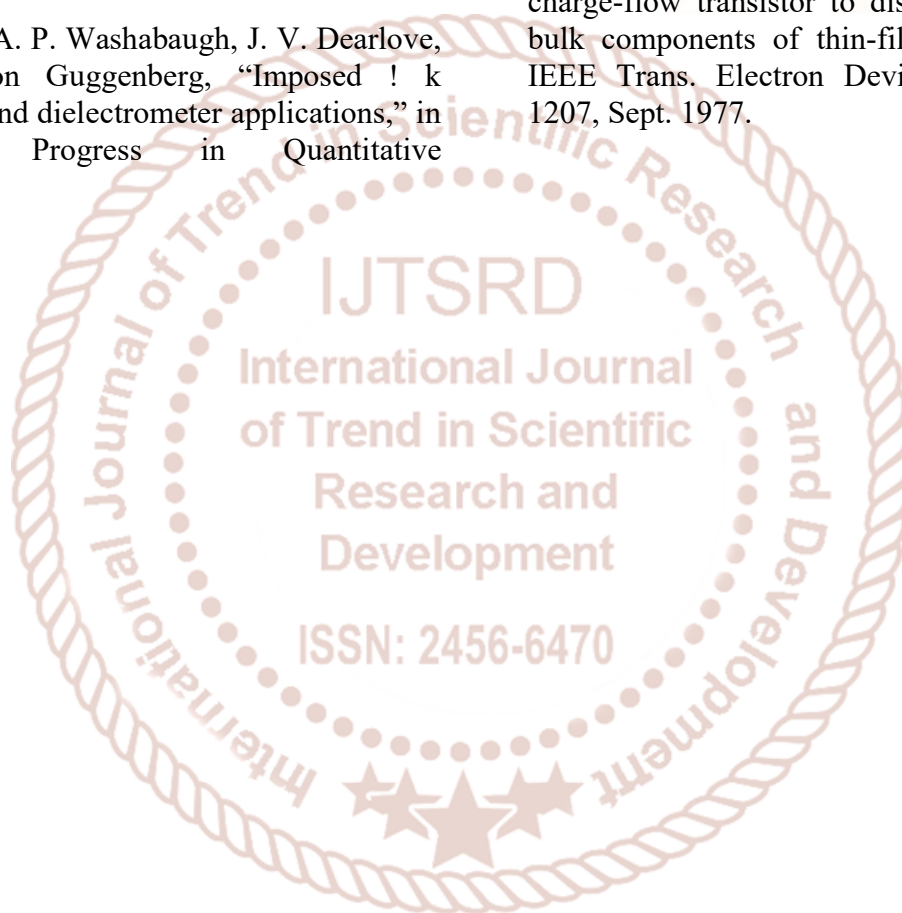 A. P. Washabaugh, J. V. Dearlove,
on Guggenberg, “Imposed ! k
nd dielectrometer applications,” in
Progress in Quantitative
charge-flow transistor to dis
bulk components of thin-fil
IEEE Trans. Electron Devi
1207, Sept. 1977.
International Journal of Trend in Scientific Research and Development
IJTSRD
International Journal
of Trend in Scientific
Research and
Development
ISSN: 2456-6470